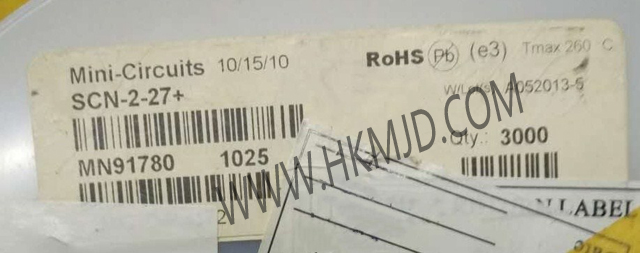 Mini-Circuits 10/15/10 RoHS Pb (e3) Tmax 260 C
SCN-2-27+ A052013-5
Qty.: 3000
MN91780 1025
WWW.HKMJD.COM
LABEL
2